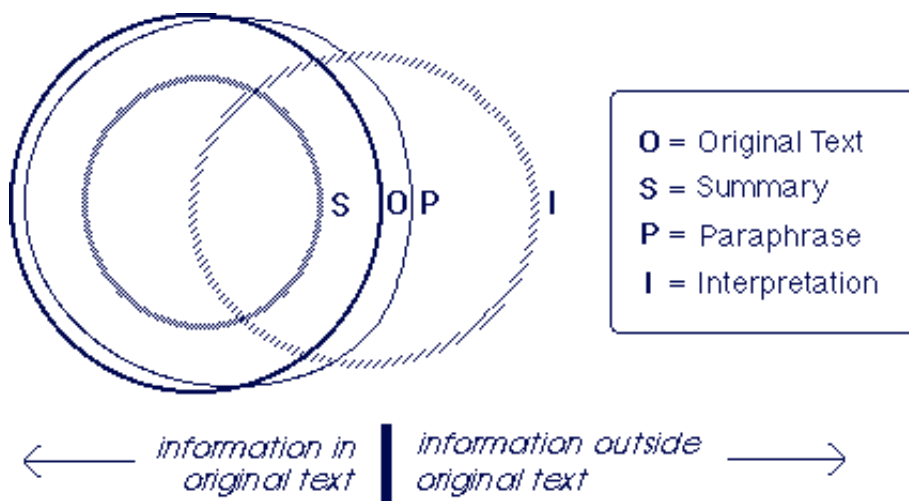 S O P I
O = Original Text
S = Summary
P = Paraphrase
I = Interpretation
information in
original text
information outside
original text